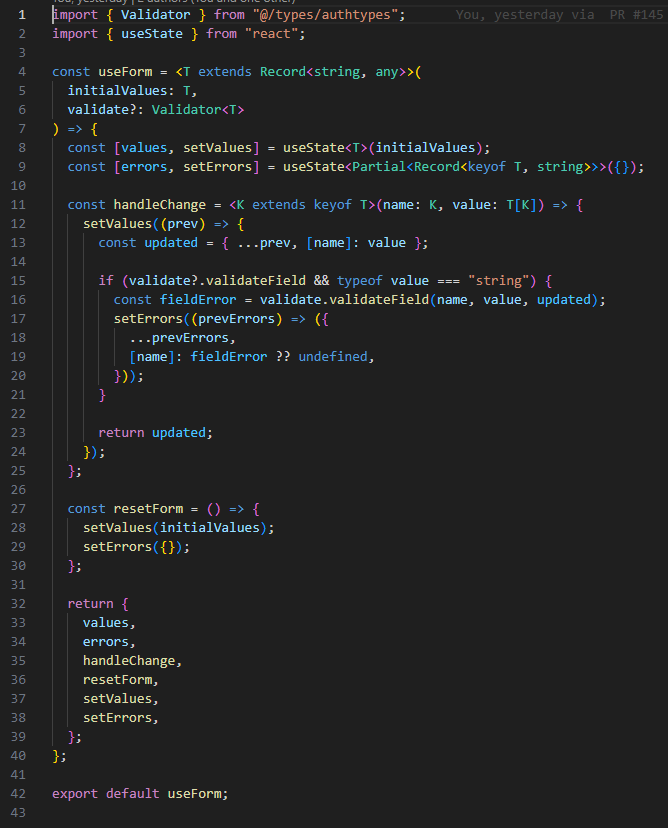 You, yesterday | 2 authors (You and one other)
1 import { Validator } from "@/types/authtypes"; You, yesterday via PR #145
2 import { useState } from "react";
3
4 const useForm = <T extends Record<string, any>>(
5 initialValues: T,
6 validate?: Validator<T>
7 ) => {
8 const [values, setValues] = useState<T>(initialValues);
9 const [errors, setErrors] = useState<Partial<Record<keyof T, string>>>({});
10
11 const handleChange = <K extends keyof T>(name: K, value: T[K]) => {
12 setValues((prev) => {
13 const updated = { ...prev, [name]: value };
14
15 if (validate?.validateField && typeof value === "string") {
16 const fieldError = validate.validateField(name, value, updated);
17 setErrors((prevErrors) => ({
18 ...prevErrors,
19 [name]: fieldError ?? undefined,
20 }));
21 }
22
23 return updated;
24 });
25 };
26
27 const resetForm = () => {
28 setValues(initialValues);
29 setErrors({});
30 };
31
32 return {
33 values,
34 errors,
35 handleChange,
36 resetForm,
37 setValues,
38 setErrors,
39 };
40 };
41
42 export default useForm;
43